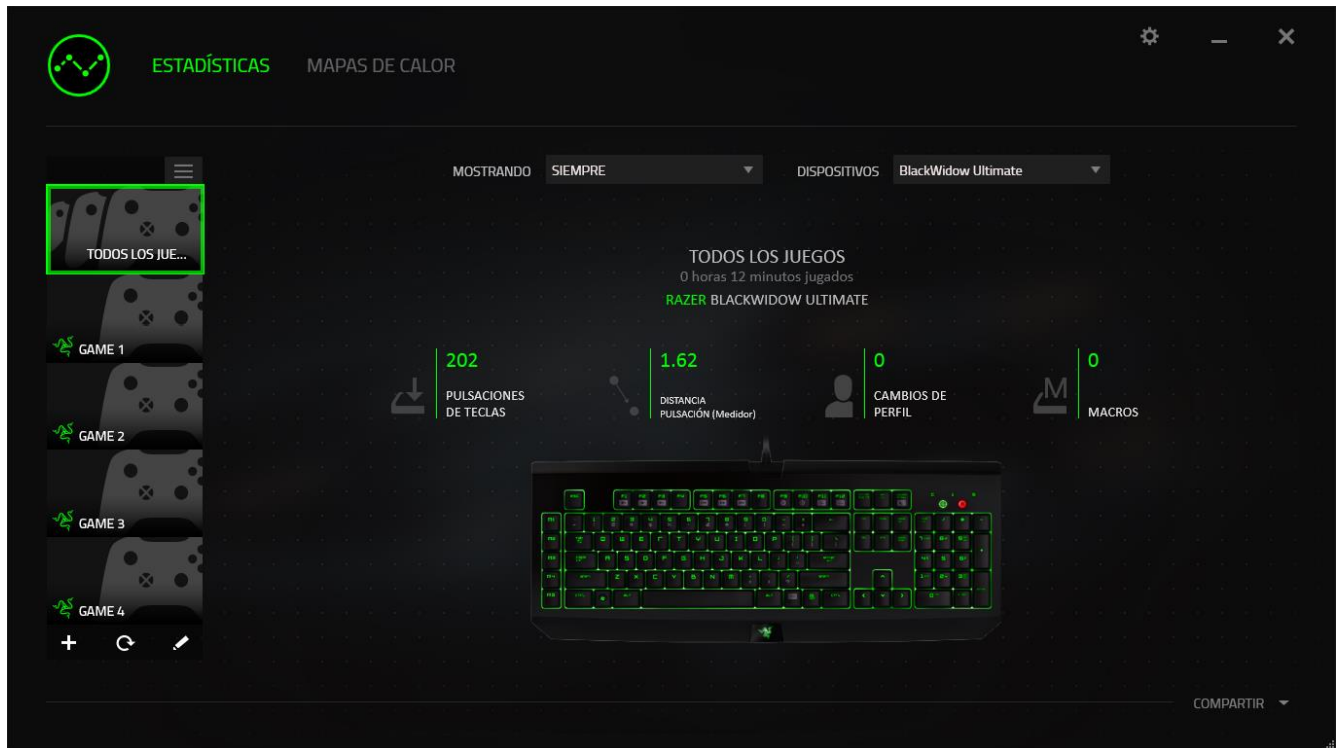 ESTADÍSTICAS MAPAS DE CALOR
MOSTRANDO SIEMPRE DISPOSITIVOS BlackWidow Ultimate
TODOS LOS JUE...
GAME 1
GAME 2
GAME 3
GAME 4
TODOS LOS JUEGOS
0 horas 12 minutos jugados
RAZER BLACKWIDOW ULTIMATE
202
PULSACIONES
DE TECLAS
1.62
DISTANCIA
PULSACIÓN (Medidor)
0
CAMBIOS DE
PERFIL
M
0
MACROS
COMPARTIR